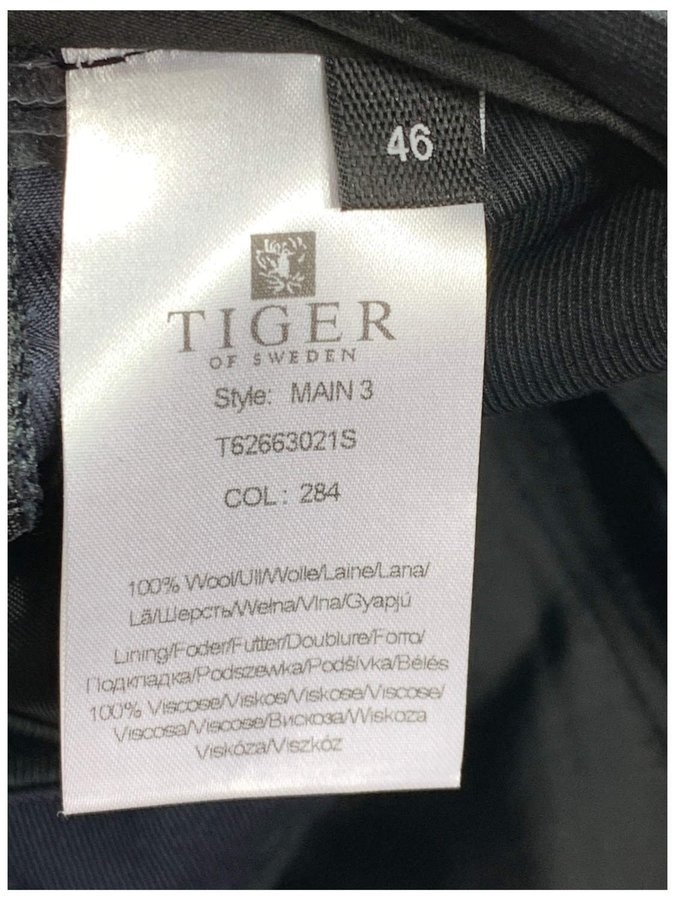 46
TIGER
OF SWEDEN
Style: MAIN 3
T62663021S
COL: 284
100% Wool/Ull/Wolle/Laine/Lana/
Lã/Шерсть/Wełna/Vlna/Gyapjú
Lining/Foder/Futter/Doublure/Forro/
Подкладка/Podszewka/Podšívka/Bélés
100% Viscose/Viskos/Viskose/Viscose/
Viscosa/Viscose/Вискоза/Wiskoza
Viskóza/Viszkóz